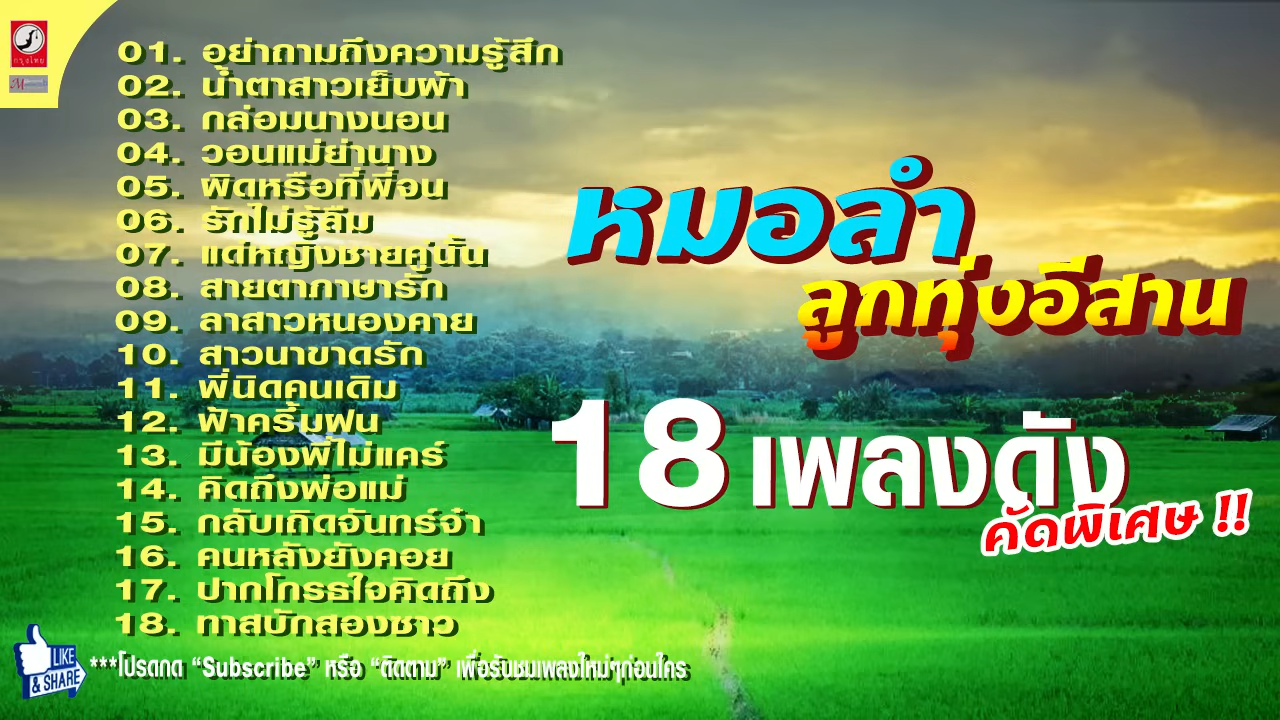 กรุงไทย
01. อย่าถามถึงความรู้สึก
02. น้ำตาสาวเย็บผ้า
03. กล่อมนางนอน
04. วอนแม่ย่านาง
05. ผิดหรือที่พี่จน
06. รักไม่รู้ลืม
07. แด่หญิงชายคู่นั้น
08. สายตาภาษารัก
09. ลาสาวหนองคาย
10. สาวนาขาดรัก
11. พี่นิดคนเดิม
12. ฟ้าครึ้มฝน
13. มีน้องพี่ไม่แคร์
14. คิดถึงพ่อแม่
15. กลับเถิดจันทร์จ๋า
16. คนหลังยังคอย
17. ปากโกรธใจคิดถึง
18. ทาสบักสองซาว
หมอลำ
ลูกทุ่งอีสาน
18 เพลงดัง
คัดพิเศษ !!
LIKE
& SHARE
***โปรดกด “Subscribe” หรือ “ติดตาม” เพื่อรับชมเพลงใหม่ๆก่อนใคร